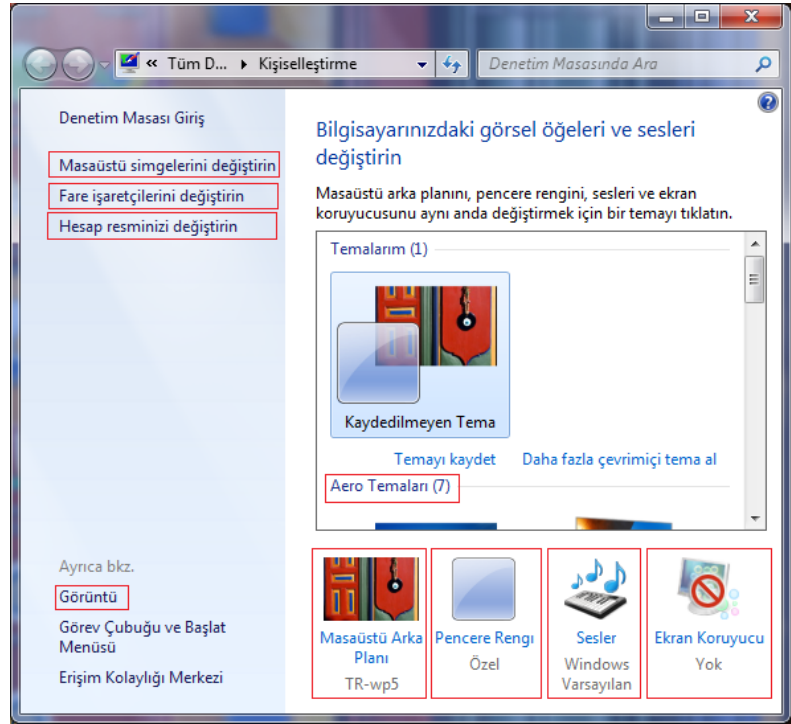 « Tüm D... ▸ Kişiselleştirme
Denetim Masasında Ara
Denetim Masası Giriş
Masaüstü simgelerini değiştirin
Fare işaretçilerini değiştirin
Hesap resminizi değiştirin
Bilgisayarınızdaki görsel öğeleri ve sesleri
değiştirin
Masaüstü arka planını, pencere rengini, sesleri ve ekran
koruyucusunu aynı anda değiştirmek için bir temayı tıklatın.
Temalarım (1)
Kaydedilmeyen Tema
Temayı kaydet Daha fazla çevrimiçi tema al
Aero Temaları (7)
Ayrıca bkz.
Görüntü
Görev Çubuğu ve Başlat
Menüsü
Erişim Kolaylığı Merkezi
Masaüstü Arka
Planı
TR-wp5
Pencere Rengi
Özel
Sesler
Windows
Varsayılan
Ekran Koruyucu
Yok